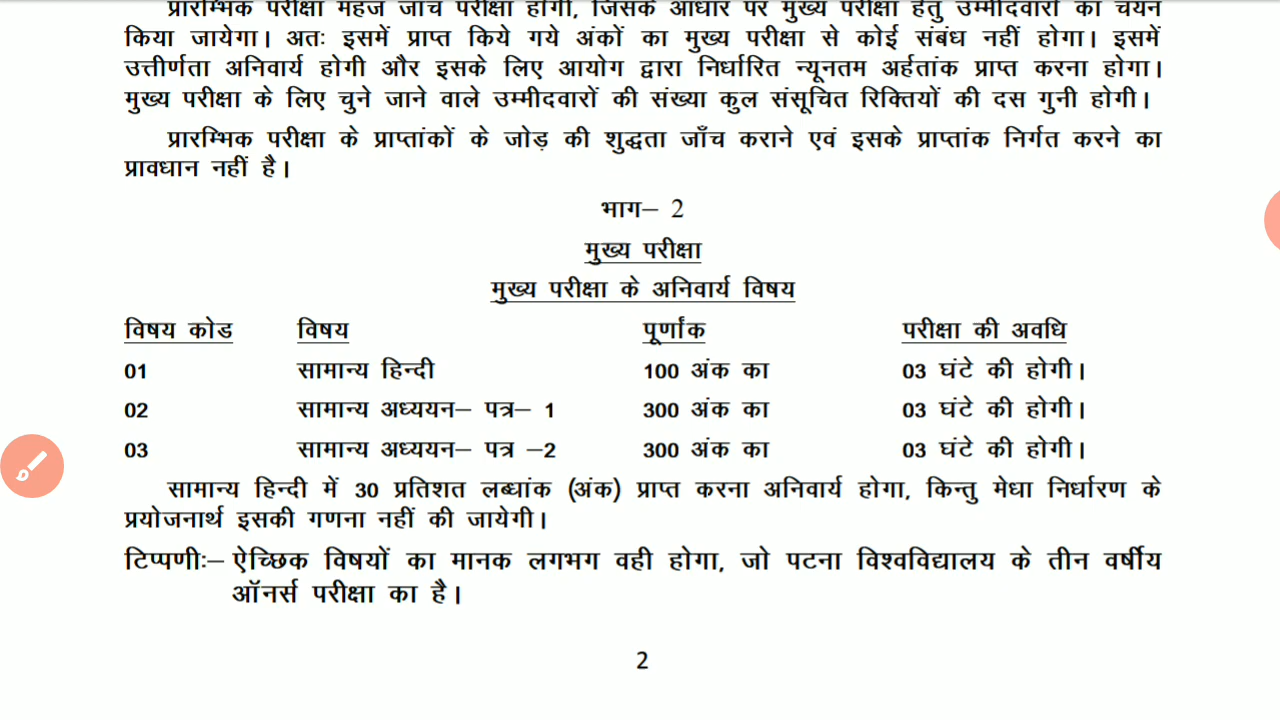 प्रारम्भिक परीक्षा महज जाँच परीक्षा होगी, जिसके आधार पर मुख्य परीक्षा हेतु उम्मीदवारों का चयन
किया जायेगा। अतः इसमें प्राप्त किये गये अंकों का मुख्य परीक्षा से कोई संबंध नहीं होगा। इसमें
उत्तीर्णता अनिवार्य होगी और इसके लिए आयोग द्वारा निर्धारित न्यूनतम अर्हतांक प्राप्त करना होगा।
मुख्य परीक्षा के लिए चुने जाने वाले उम्मीदवारों की संख्या कुल संसूचित रिक्तियों की दस गुनी होगी।
प्रारम्भिक परीक्षा के प्राप्तांकों के जोड़ की शुद्धता जाँच कराने एवं इसके प्राप्तांक निर्गत करने का
प्रावधान नहीं है।
भाग– 2
मुख्य परीक्षा
मुख्य परीक्षा के अनिवार्य विषय
विषय कोड विषय पूर्णांक परीक्षा की अवधि
01 सामान्य हिन्दी 100 अंक का 03 घंटे की होगी।
02 सामान्य अध्ययन– पत्र– 1 300 अंक का 03 घंटे की होगी।
03 सामान्य अध्ययन– पत्र –2 300 अंक का 03 घंटे की होगी।
सामान्य हिन्दी में 30 प्रतिशत लब्धांक (अंक) प्राप्त करना अनिवार्य होगा, किन्तु मेधा निर्धारण के
प्रयोजनार्थ इसकी गणना नहीं की जायेगी।
टिप्पणीः– ऐच्छिक विषयों का मानक लगभग वही होगा, जो पटना विश्वविद्यालय के तीन वर्षीय
ऑनर्स परीक्षा का है।
2